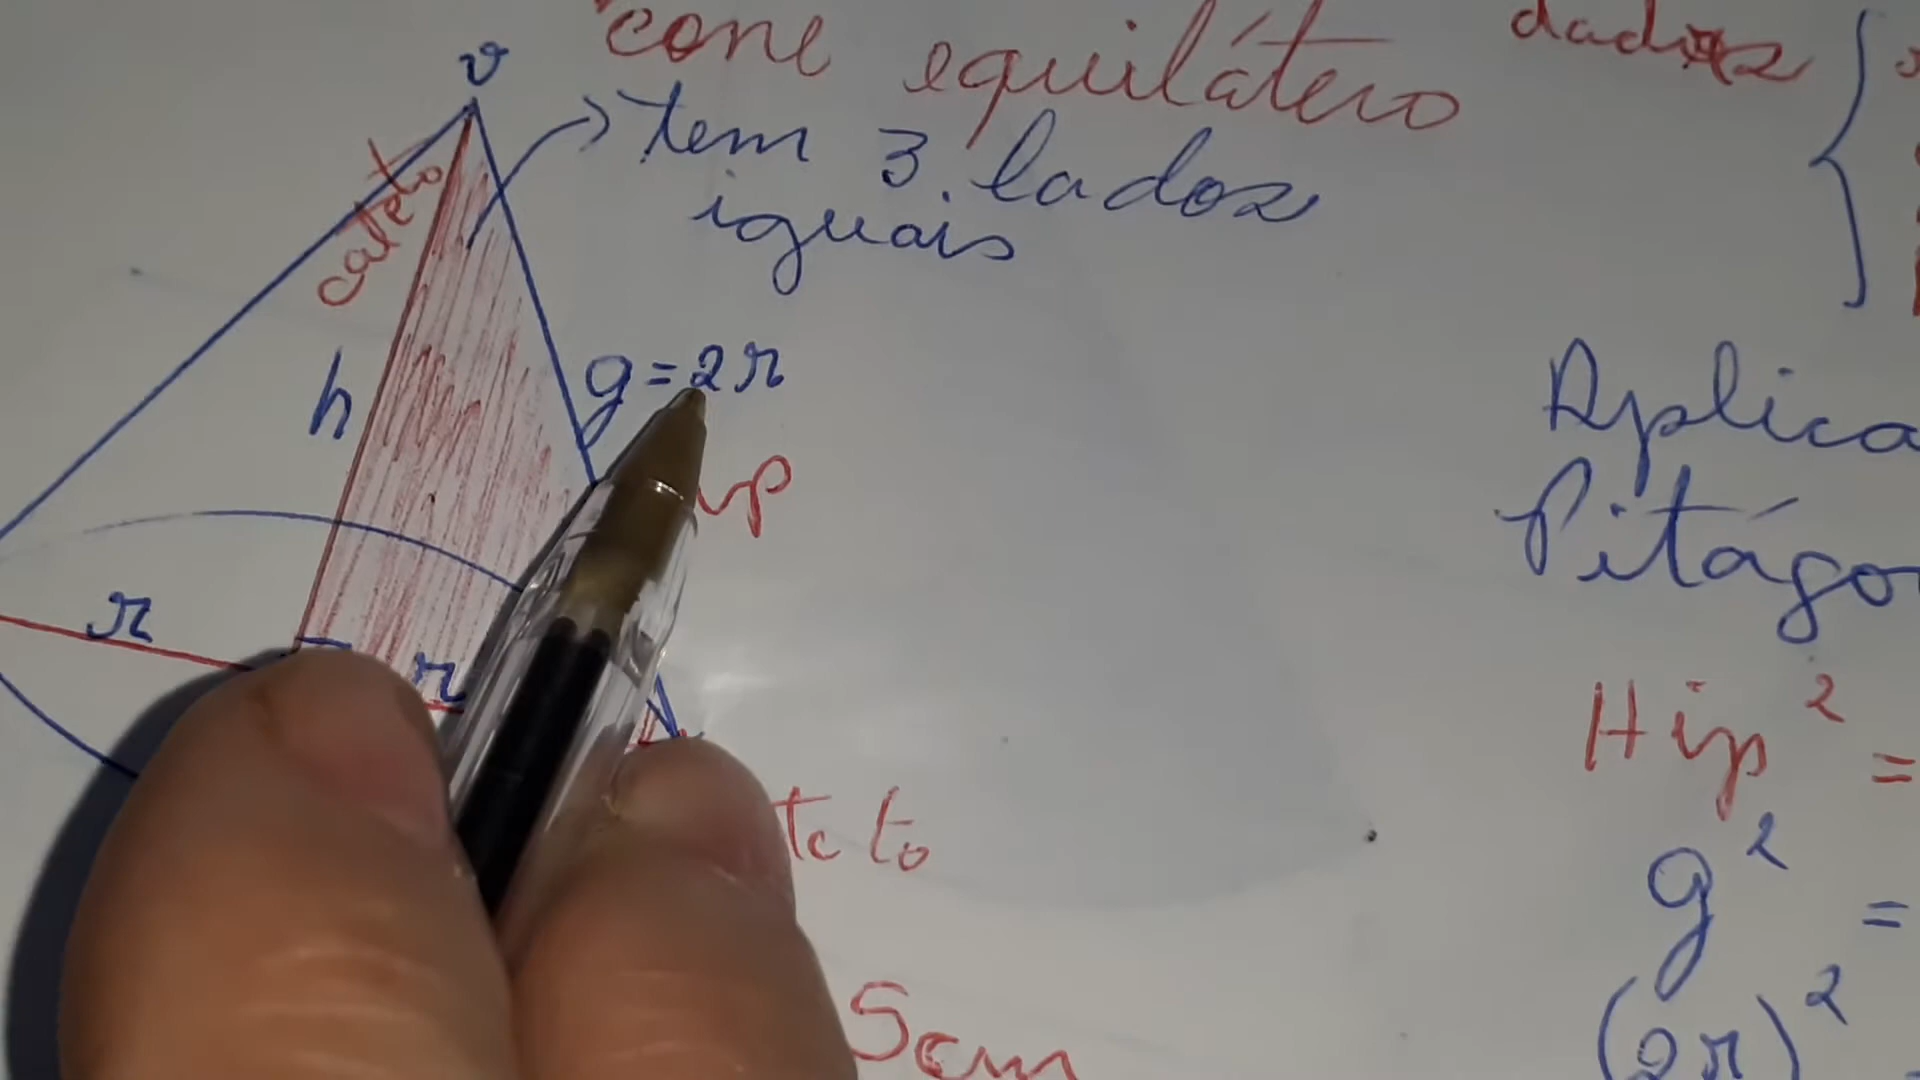 cone equilátero
dados
v
tem 3 lados
iguais
cateto
h
g = 2r
r
r
Aplica
Pitágo
Hip² =
g² =
(2r)²